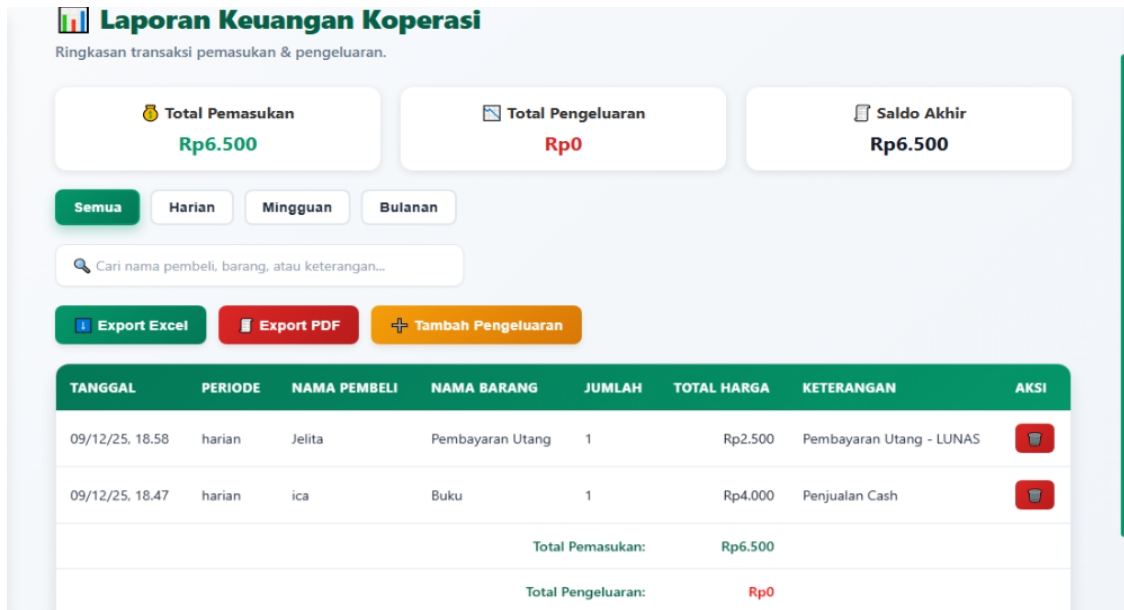 Laporan Keuangan Koperasi
Ringkasan transaksi pemasukan & pengeluaran.
Total Pemasukan
Rp6.500
Total Pengeluaran
Rp0
Saldo Akhir
Rp6.500
Semua Harian Mingguan Bulanan
Cari nama pembeli, barang, atau keterangan...
Export Excel Export PDF Tambah Pengeluaran
TANGGAL PERIODE NAMA PEMBELI NAMA BARANG JUMLAH TOTAL HARGA KETERANGAN AKSI
09/12/25, 18.58 harian Jelita Pembayaran Utang 1 Rp2.500 Pembayaran Utang - LUNAS
09/12/25, 18.47 harian ica Buku 1 Rp4.000 Penjualan Cash
Total Pemasukan: Rp6.500
Total Pengeluaran: Rp0